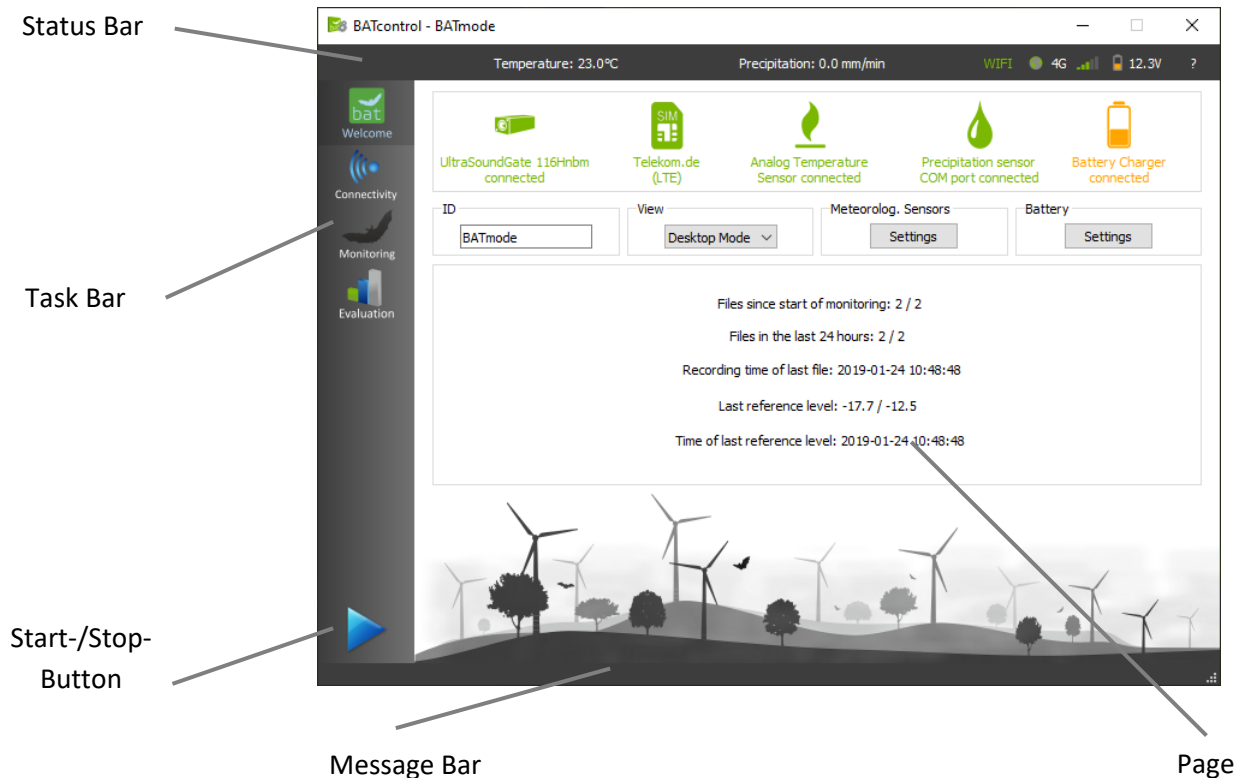 Status Bar
BATcontrol - BATmode
Temperature: 23.0°C
Precipitation: 0.0 mm/min
WIFI
4G
12.3V
?
bat
Welcome
Connectivity
Monitoring
Evaluation
Task Bar
Start-/Stop-
Button
UltraSoundGate 116Hnbm
connected
SIM
Telekom.de
(LTE)
Analog Temperature
Sensor connected
Precipitation sensor
COM port connected
Battery Charger
connected
ID
BATmode
View
Desktop Mode
Meteorolog. Sensors
Settings
Battery
Settings
Files since start of monitoring: 2 / 2
Files in the last 24 hours: 2 / 2
Recording time of last file: 2019-01-24 10:48:48
Last reference level: -17.7 / -12.5
Time of last reference level: 2019-01-24 10:48:48
Message Bar
Page